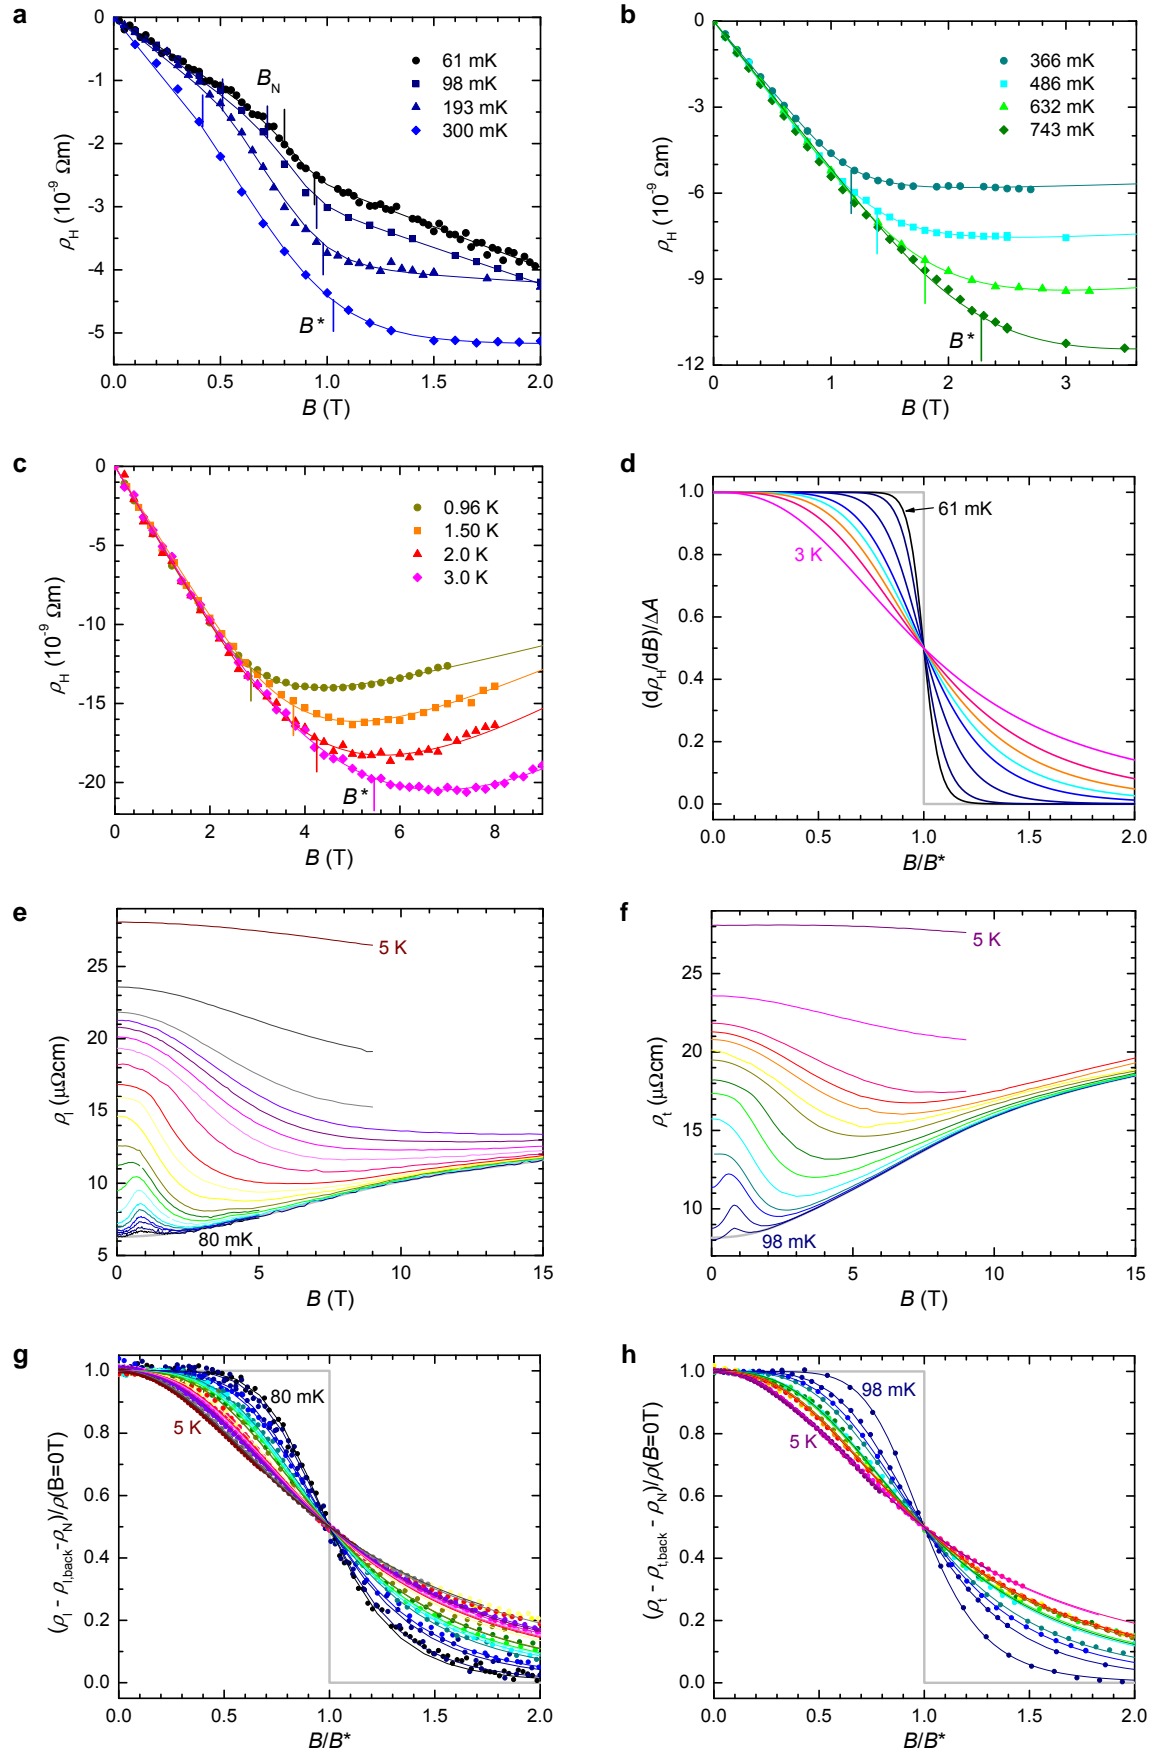 a
0
-1
-2
-3
-4
-5
ρH (10-9 Ωm)
61 mK
98 mK
193 mK
300 mK
BN
B*
0.0 0.5 1.0 1.5 2.0
B (T)
b
0
-3
-6
-9
-12
ρH (10-9 Ωm)
366 mK
486 mK
632 mK
743 mK
B*
0 1 2 3
B (T)
c
0
-5
-10
-15
-20
ρH (10-9 Ωm)
0.96 K
1.50 K
2.0 K
3.0 K
B*
0 2 4 6 8
B (T)
d
1.0
0.8
0.6
0.4
0.2
0.0
(dρH/dB)/ΔA
61 mK
3 K
0.0 0.5 1.0 1.5 2.0
B/B*
e
25
20
15
10
5
ρl (μΩcm)
5 K
80 mK
0 5 10 15
B (T)
f
25
20
15
10
ρt (μΩcm)
5 K
98 mK
0 5 10 15
B (T)
g
1.0
0.8
0.6
0.4
0.2
0.0
(ρl - ρl,back-ρN)/ρ(B=0T)
80 mK
5 K
0.0 0.5 1.0 1.5 2.0
B/B*
h
1.0
0.8
0.6
0.4
0.2
0.0
(ρt - ρt,back - ρN)/ρ(B=0T)
98 mK
5 K
0.0 0.5 1.0 1.5 2.0
B/B*